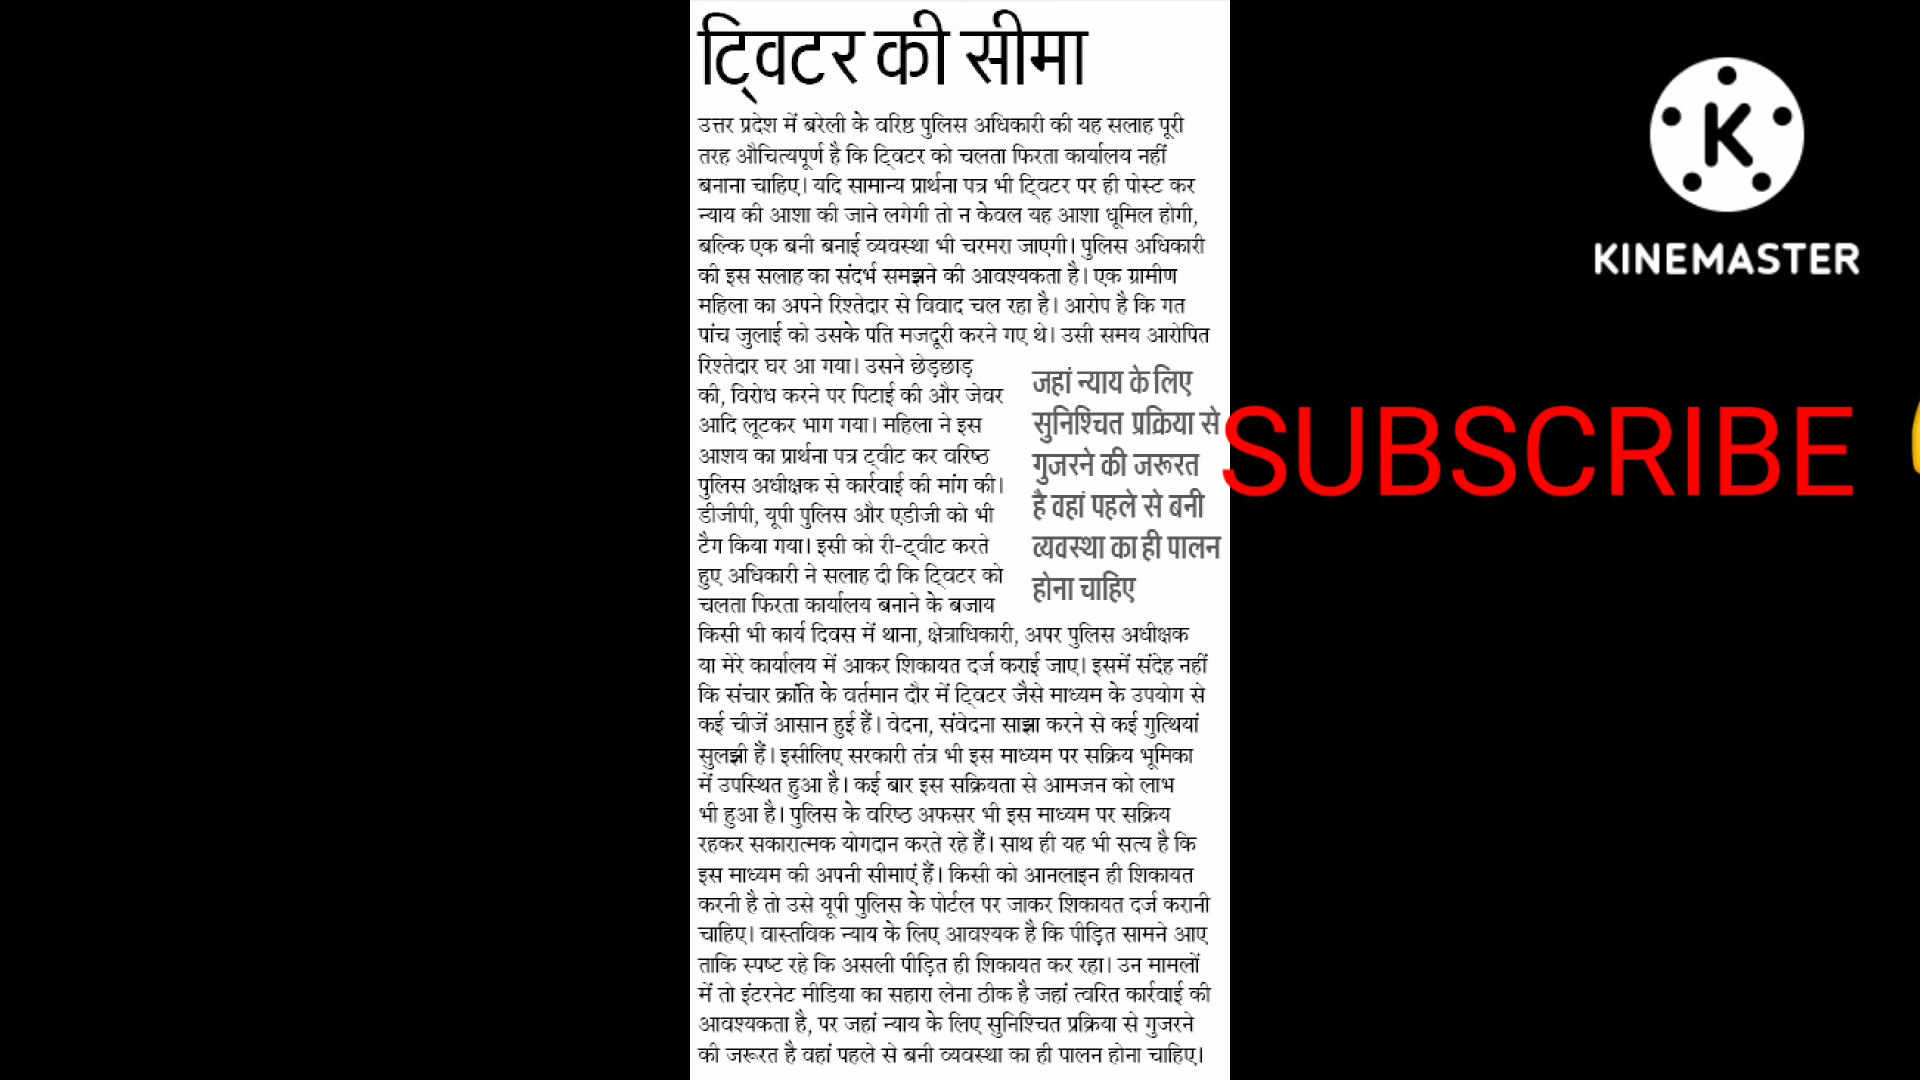 ट्विटर की सीमा
उत्तर प्रदेश में बरेली के वरिष्ठ पुलिस अधिकारी की यह सलाह पूरी
तरह औचित्यपूर्ण है कि ट्विटर को चलता फिरता कार्यालय नहीं
बनाना चाहिए। यदि सामान्य प्रार्थना पत्र भी ट्विटर पर ही पोस्ट कर
न्याय की आशा की जाने लगेगी तो न केवल यह आशा धूमिल होगी,
बल्कि एक बनी बनाई व्यवस्था भी चरमरा जाएगी। पुलिस अधिकारी
की इस सलाह का संदर्भ समझने की आवश्यकता है। एक ग्रामीण
महिला का अपने रिश्तेदार से विवाद चल रहा है। आरोप है कि गत
पांच जुलाई को उसके पति मजदूरी करने गए थे। उसी समय आरोपित
रिश्तेदार घर आ गया। उसने छेड़छाड़
की, विरोध करने पर पिटाई की और जेवर
आदि लूटकर भाग गया। महिला ने इस
आशय का प्रार्थना पत्र ट्वीट कर वरिष्ठ
पुलिस अधीक्षक से कार्रवाई की मांग की।
डीजीपी, यूपी पुलिस और एडीजी को भी
टैग किया गया। इसी को री-ट्वीट करते
हुए अधिकारी ने सलाह दी कि ट्विटर को
चलता फिरता कार्यालय बनाने के बजाय
किसी भी कार्य दिवस में थाना, क्षेत्राधिकारी, अपर पुलिस अधीक्षक
या मेरे कार्यालय में आकर शिकायत दर्ज कराई जाए। इसमें संदेह नहीं
कि संचार क्रांति के वर्तमान दौर में ट्विटर जैसे माध्यम के उपयोग से
कई चीजें आसान हुई हैं। वेदना, संवेदना साझा करने से कई गुत्थियां
सुलझी हैं। इसीलिए सरकारी तंत्र भी इस माध्यम पर सक्रिय भूमिका
में उपस्थित हुआ है। कई बार इस सक्रियता से आमजन को लाभ
भी हुआ है। पुलिस के वरिष्ठ अफसर भी इस माध्यम पर सक्रिय
रहकर सकारात्मक योगदान करते रहे हैं। साथ ही यह भी सत्य है कि
इस माध्यम की अपनी सीमाएं हैं। किसी को आनलाइन ही शिकायत
करनी है तो उसे यूपी पुलिस के पोर्टल पर जाकर शिकायत दर्ज करानी
चाहिए। वास्तविक न्याय के लिए आवश्यक है कि पीड़ित सामने आए
ताकि स्पष्ट रहे कि असली पीड़ित ही शिकायत कर रहा। उन मामलों
में तो इंटरनेट मीडिया का सहारा लेना ठीक है जहां त्वरित कार्रवाई की
आवश्यकता है, पर जहां न्याय के लिए सुनिश्चित प्रक्रिया से गुजरने
की जरूरत है वहां पहले से बनी व्यवस्था का ही पालन होना चाहिए।
जहां न्याय के लिए
सुनिश्चित प्रक्रिया से
गुजरने की जरूरत
है वहां पहले से बनी
व्यवस्था का ही पालन
होना चाहिए
K
KINEMASTER
SUBSCRIBE